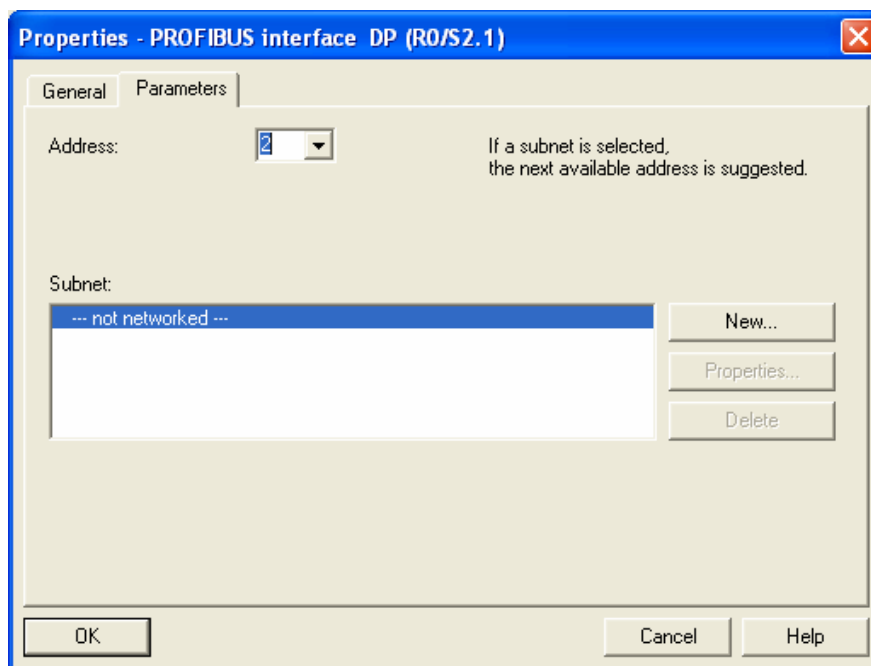 Properties - PROFIBUS interface DP (R0/S2.1)
General
Parameters
Address:
2
If a subnet is selected,
the next available address is suggested.
Subnet:
--- not networked ---
New...
Properties...
Delete
OK
Cancel
Help